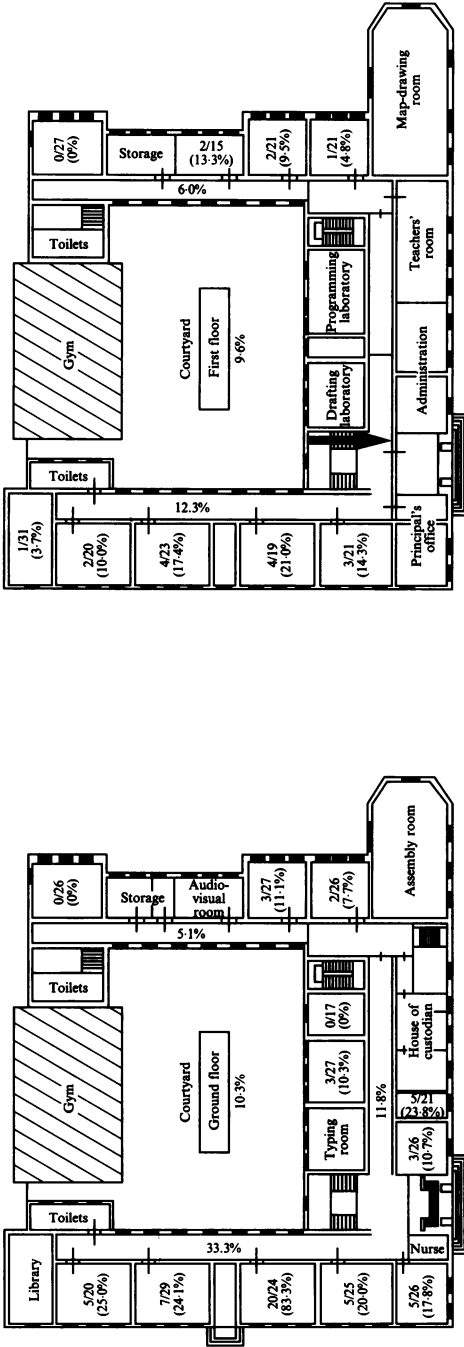 0/27
(0%)
Storage
2/15
(13·3%)
2/21
(9·5%)
1/21
(4·8%)
Map-drawing
room
6·0%
Toilets
Gym
Courtyard
First floor
9·6%
Programming
laboratory
Drafting
laboratory
Teachers'
room
Administration
Toilets
12.3%
Principal's
office
1/31
(3·7%)
2/20
(10·0%)
4/23
(17·4%)
4/19
(21·0%)
3/21
(14·3%)
0/26
(0%)
Storage
Audio-
visual
room
3/27
(11·1%)
2/26
(7·7%)
Assembly room
5·1%
Toilets
Gym
Courtyard
Ground floor
10·3%
0/17
(0%)
3/27
(10·3%)
Typing
room
11·8%
House of
custodian
5/21
(23·8%)
3/26
(10·7%)
Toilets
33.3%
Nurse
Library
5/20
(25·0%)
7/29
(24·1%)
20/24
(83·3%)
5/25
(20·0%)
5/26
(17·8%)